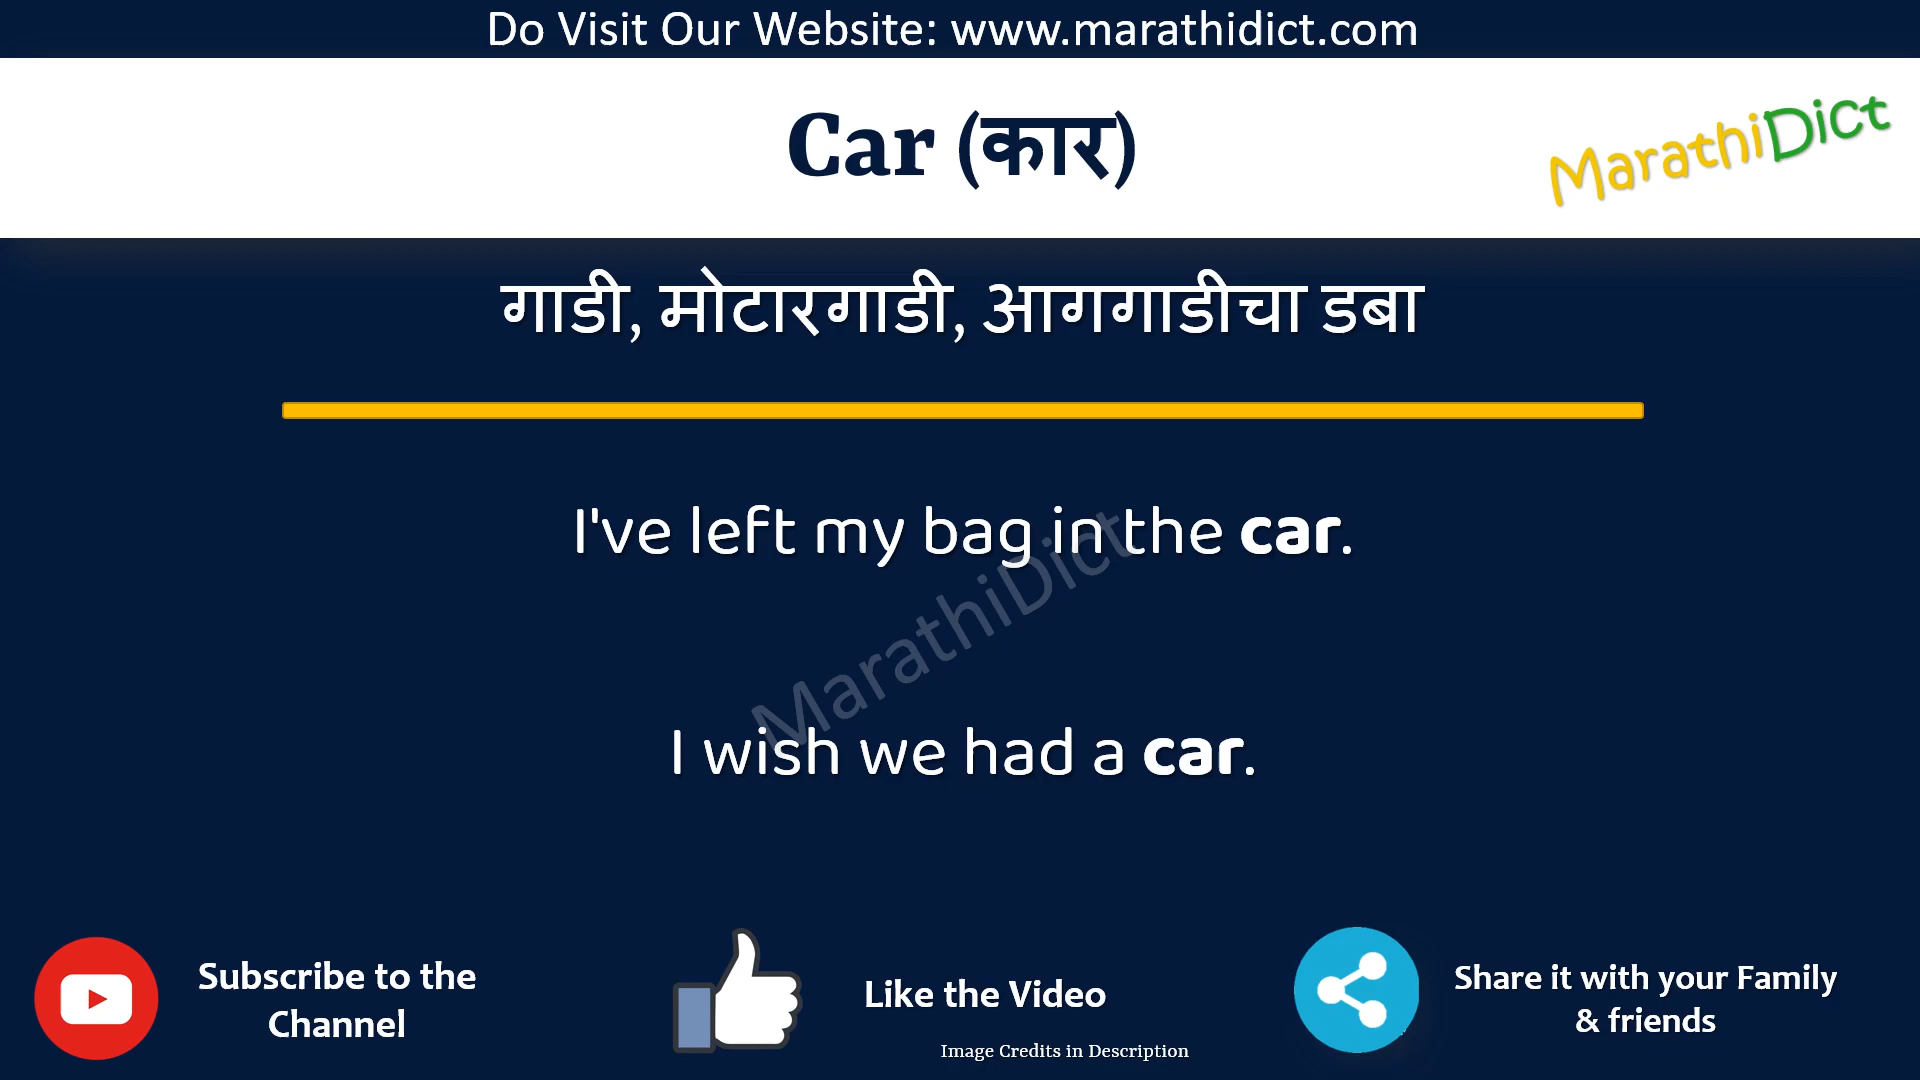 Do Visit Our Website: www.marathidict.com
Car (कार)
MarathiDict
गाडी, मोटारगाडी, आगगाडीचा डबा
I've left my bag in the car.
MarathiDict
I wish we had a car.
Subscribe to the
Channel
Like the Video
Share it with your Family
& friends
Image Credits in Description